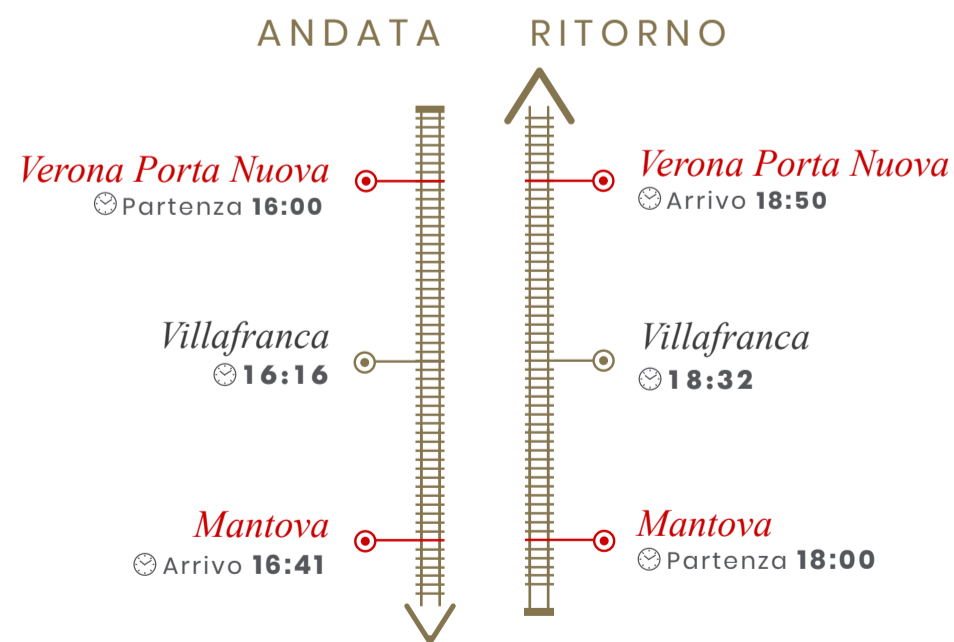 ANDATA
Verona Porta Nuova
Partenza 16:00
Villafranca
16:16
Mantova
Arrivo 16:41
RITORNO
Verona Porta Nuova
Arrivo 18:50
Villafranca
18:32
Mantova
Partenza 18:00